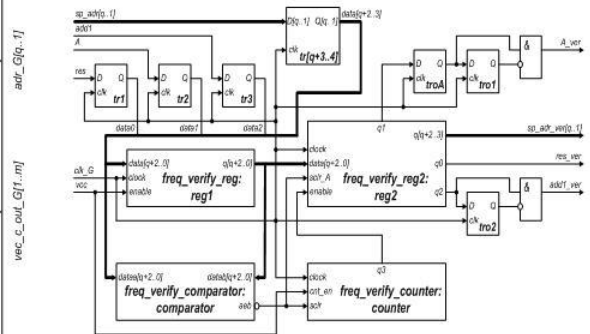 adr_G[q..1]
vec_c_out_G[1..m]
sp_adr[q..1]
add1
A
res
D[q..1] Q[q..1]
clk
tr[q+3..4]
data[q+2..3]
D Q
clk
tr1
D Q
clk
tr2
D Q
clk
tr3
data0
data1
data2
D Q
clk
troA
D Q
clk
tro1
&
A_ver
clk_G
vcc
data[q+2..0]
clock
enable
q[q+2..0]
freq_verify_reg:
reg1
clock
data[q+2..0]
sclr_A
enable
q1
q[q+2..3]
q0
q2
freq_verify_reg2:
reg2
sp_adr_ver[q..1]
res_ver
D Q
clk
tro2
&
add1_ver
dataa[q+2..0]
datab[q+2..0]
freq_verify_comparator:
comparator
aeb
q3
clock
cnt_en
sclr
freq_verify_counter:
counter